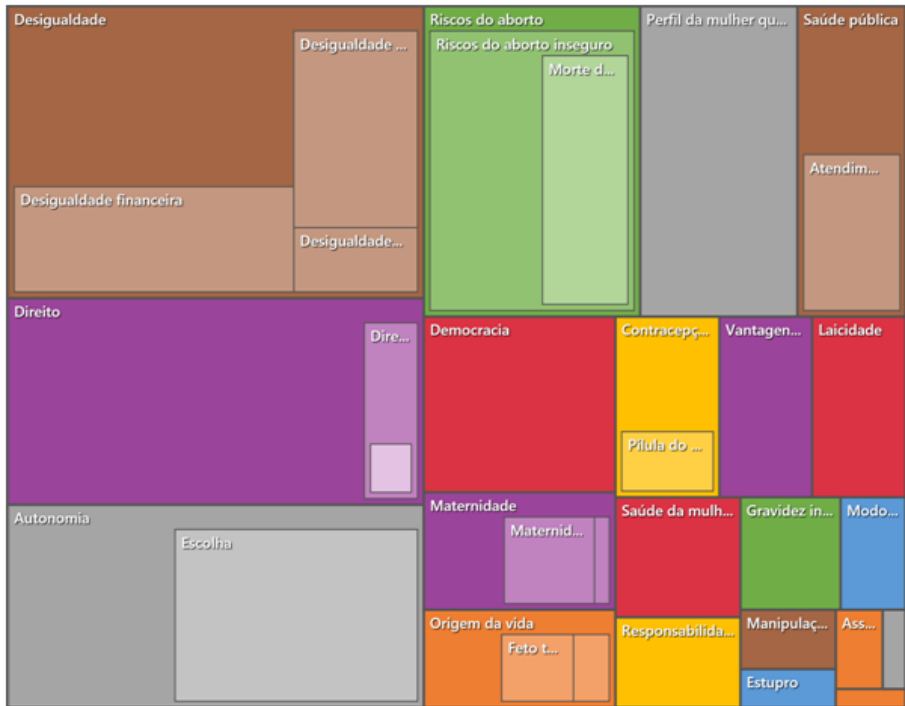 Desigualdade
Desigualdade ...
Desigualdade financeira
Desigualdade...
Riscos do aborto
Riscos do aborto inseguro
Morte d...
Perfil da mulher qu...
Saúde pública
Atendim...
Direito
Dire...
Democracia
Contracepç...
Pílula do ...
Vantagen...
Laicidade
Autonomia
Escolha
Maternidade
Maternid...
Saúde da mulh...
Gravidez in...
Modo...
Origem da vida
Feto t...
Responsabilida...
Manipulaç...
Ass...
Estupro